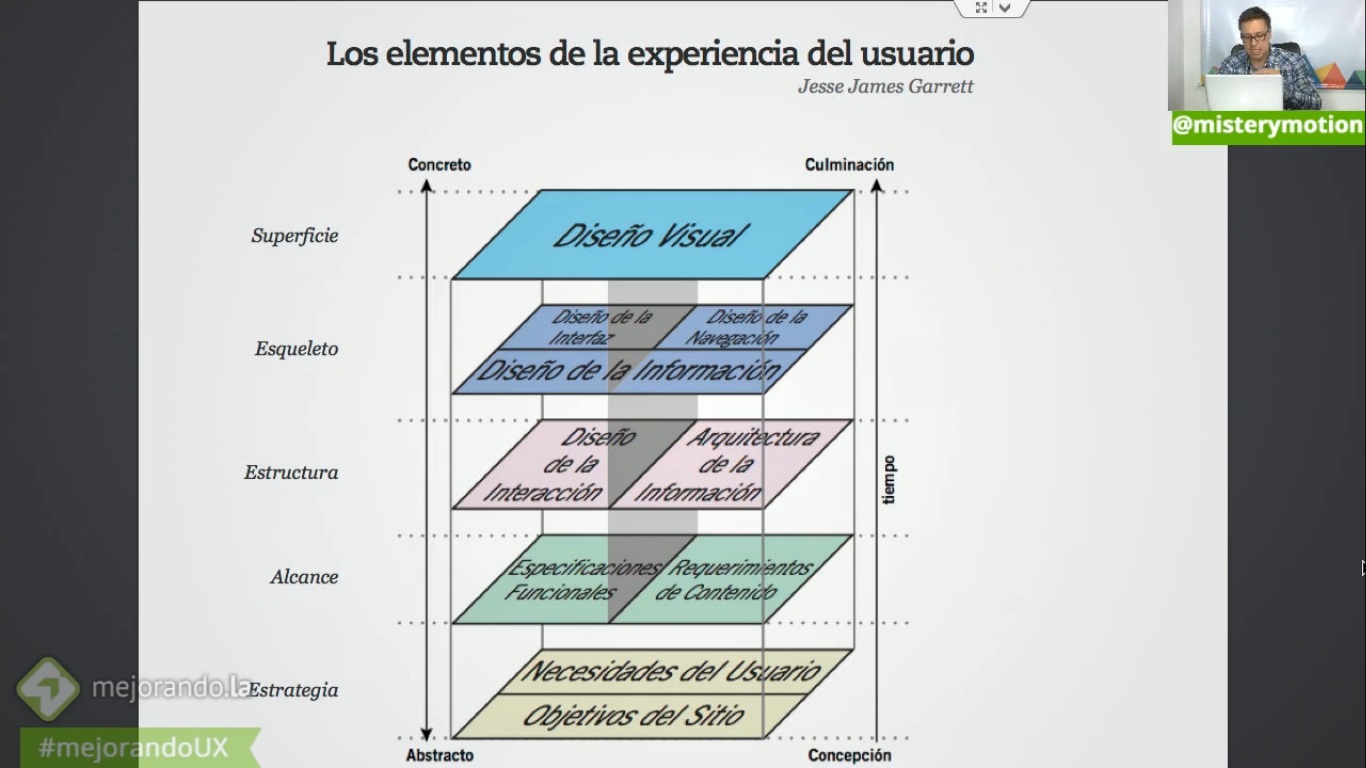 Los elementos de la experiencia del usuario
Jesse James Garrett
@misterymotion
Concreto
Culminación
Superficie
Diseño Visual
Esqueleto
Diseño de la
Interfaz
Diseño de la
Navegación
Diseño de la Información
Estructura
Diseño
de la
Interacción
Arquitectura
de la
Información
tiempo
Alcance
Especificaciones
Funcionales
Requerimientos
de Contenido
Estrategia
Necesidades del Usuario
Objetivos del Sitio
Abstracto
Concepción
mejorando.la
#mejorandoUX